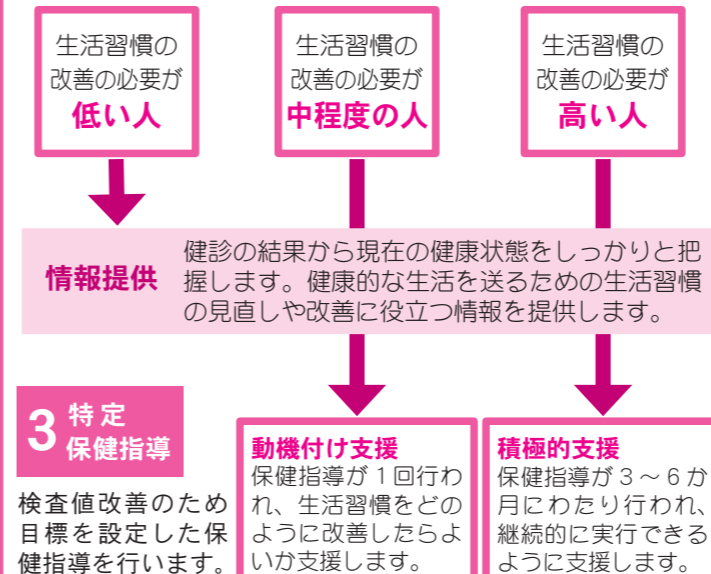 生活習慣の
改善の必要が
低い人
生活習慣の
改善の必要が
中程度の人
生活習慣の
改善の必要が
高い人
情報提供
健診の結果から現在の健康状態をしっかりと把
握します。健康的な生活を送るための生活習慣
の見直しや改善に役立つ情報を提供します。
3 特定
保健指導
検査値改善のため
目標を設定した保
健指導を行います。
動機付け支援
保健指導が1回行わ
れ、生活習慣をどの
ように改善したらよ
いか支援します。
積極的支援
保健指導が3～6か
月にわたり行われ、
継続的に実行できる
ように支援します。